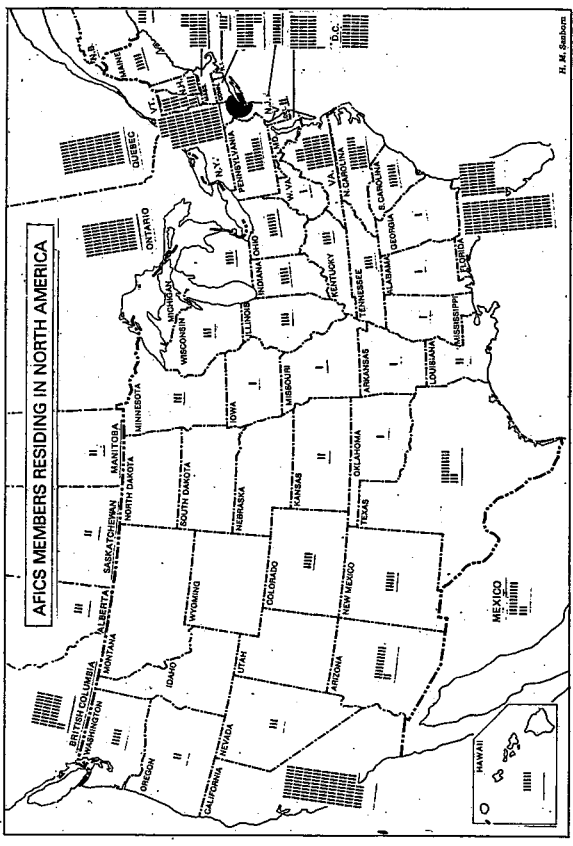 AFICS MEMBERS RESIDING IN NORTH AMERICA
BRITISH COLUMBIA
ALBERTA
SASKATCHEWAN
MANITOBA
ONTARIO
QUEBEC
N.B.
MAINE
VT.
N.Y.
WASHINGTON
MONTANA
NORTH DAKOTA
MINNESOTA
WISCONSIN
MICHIGAN
OREGON
IDAHO
WYOMING
SOUTH DAKOTA
IOWA
ILLINOIS
INDIANA
OHIO
PENNSYLVANIA
N.J.
D.C.
CALIFORNIA
NEVADA
UTAH
COLORADO
NEBRASKA
KANSAS
MISSOURI
KENTUCKY
W. VA.
VA.
MD.
ARIZONA
NEW MEXICO
TEXAS
OKLAHOMA
ARKANSAS
TENNESSEE
N. CAROLINA
S. CAROLINA
LOUISIANA
MISSISSIPPI
ALABAMA
GEORGIA
FLORIDA
MEXICO
HAWAII
H. M. Sanborn